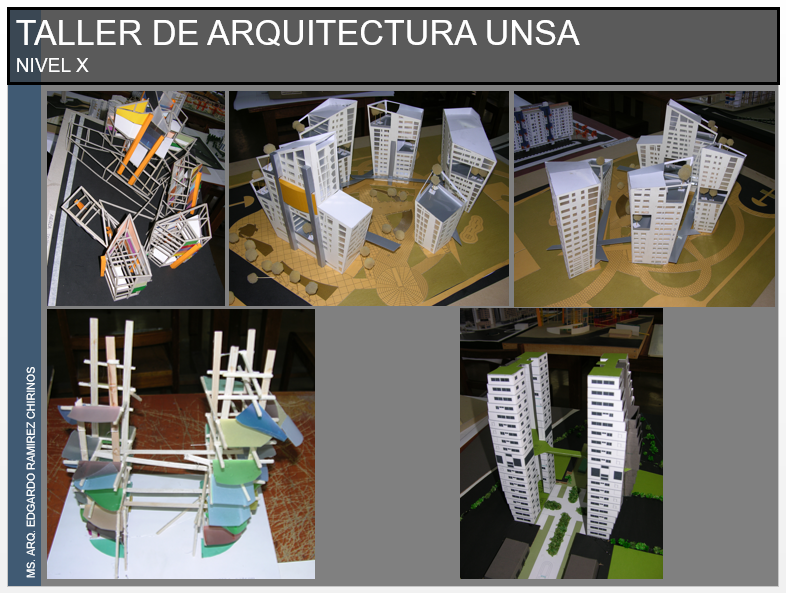 TALLER DE ARQUITECTURA UNSA
NIVEL X
MS. ARQ. EDGARDO RAMIREZ CHIRINOS